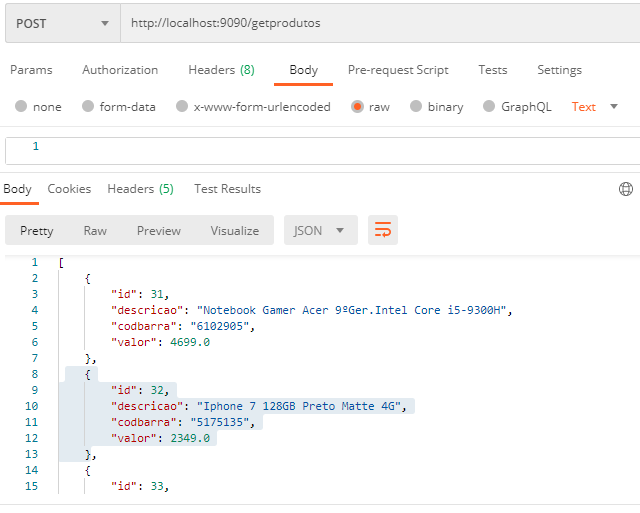 POST http://localhost:9090/getprodutos
Params Authorization Headers (8) Body Pre-request Script Tests Settings
none form-data x-www-form-urlencoded raw binary GraphQL Text
1
Body Cookies Headers (5) Test Results
Pretty Raw Preview Visualize JSON
1 [
2 {
3 "id": 31,
4 "descricao": "Notebook Gamer Acer 9ºGer.Intel Core i5-9300H",
5 "codbarra": "6102905",
6 "valor": 4699.0
7 },
8 {
9 "id": 32,
10 "descricao": "Iphone 7 128GB Preto Matte 4G",
11 "codbarra": "5175135",
12 "valor": 2349.0
13 },
14 {
15 "id": 33,